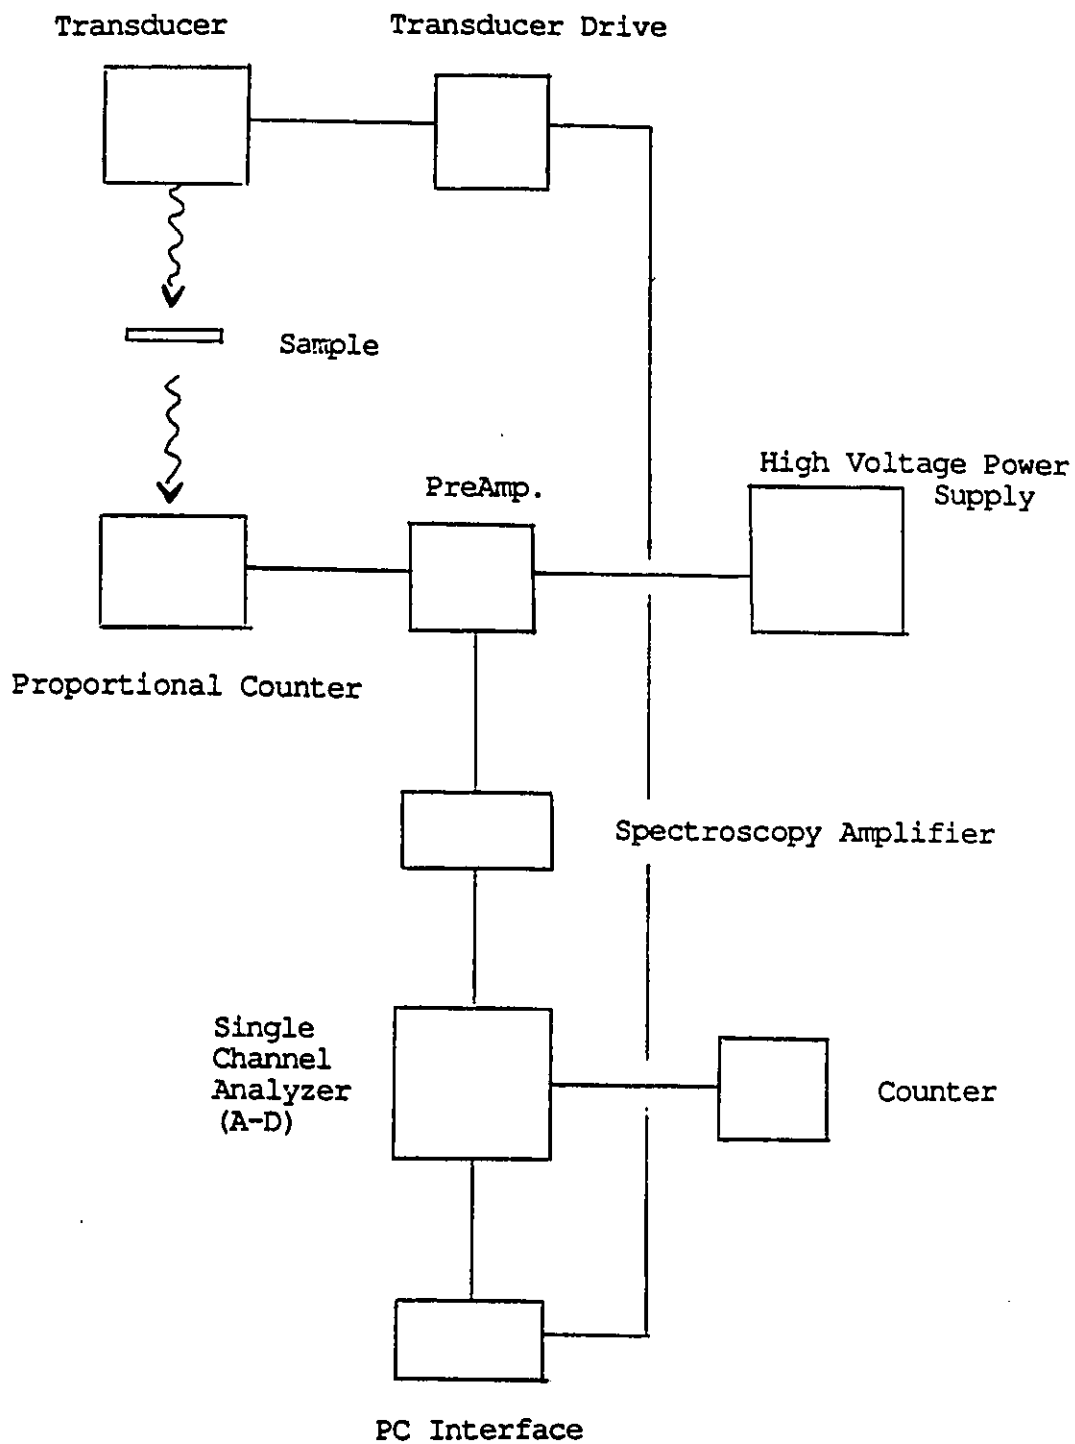 Transducer
Transducer Drive
Sample
High Voltage Power
Supply
PreAmp.
Proportional Counter
Spectroscopy Amplifier
Single
Channel
Analyzer
(A-D)
Counter
PC Interface